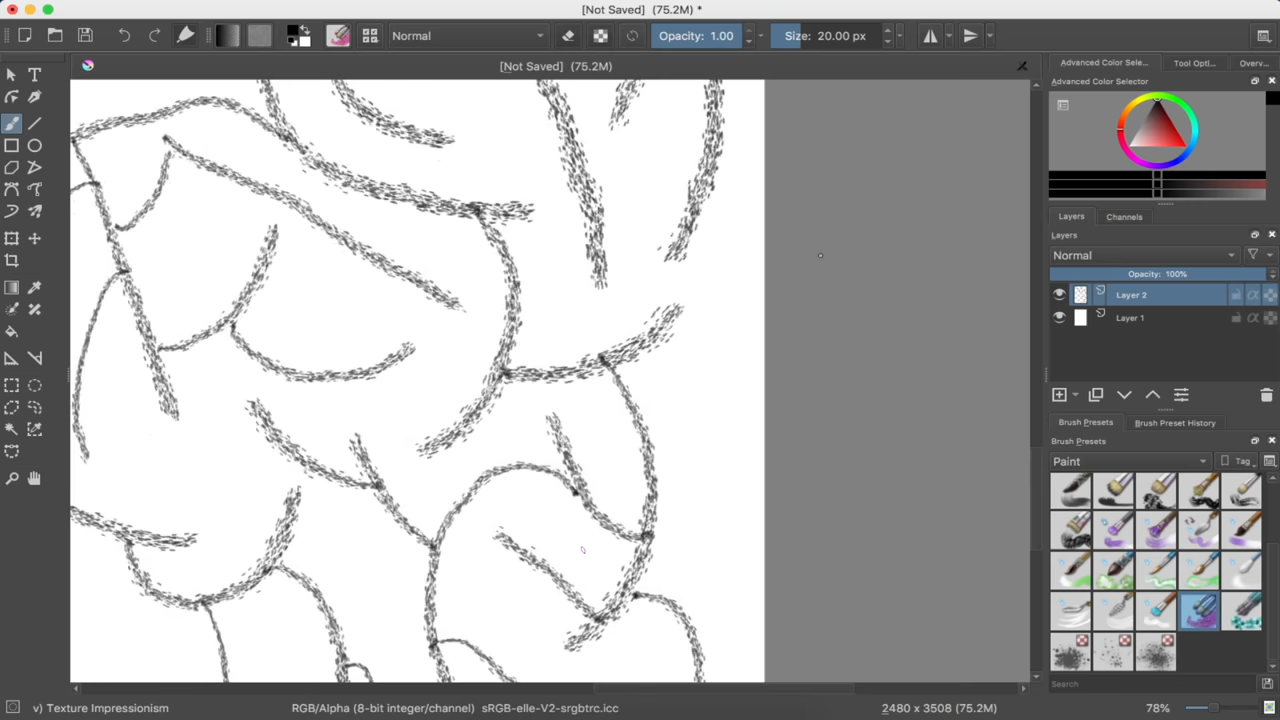 [Not Saved] (75.2M) *
Normal
Opacity: 1.00
Size: 20.00 px
[Not Saved] (75.2M)
Advanced Color Sele...
Tool Opti...
Overv...
Advanced Color Selector
Layers
Channels
Layers
Normal
Opacity: 100%
Layer 2
Layer 1
Brush Presets
Brush Preset History
Brush Presets
Paint
Tag
Search
v) Texture Impressionism
RGB/Alpha (8-bit integer/channel) sRGB-elle-V2-srgbtrc.icc
2480 x 3508 (75.2M)
78%